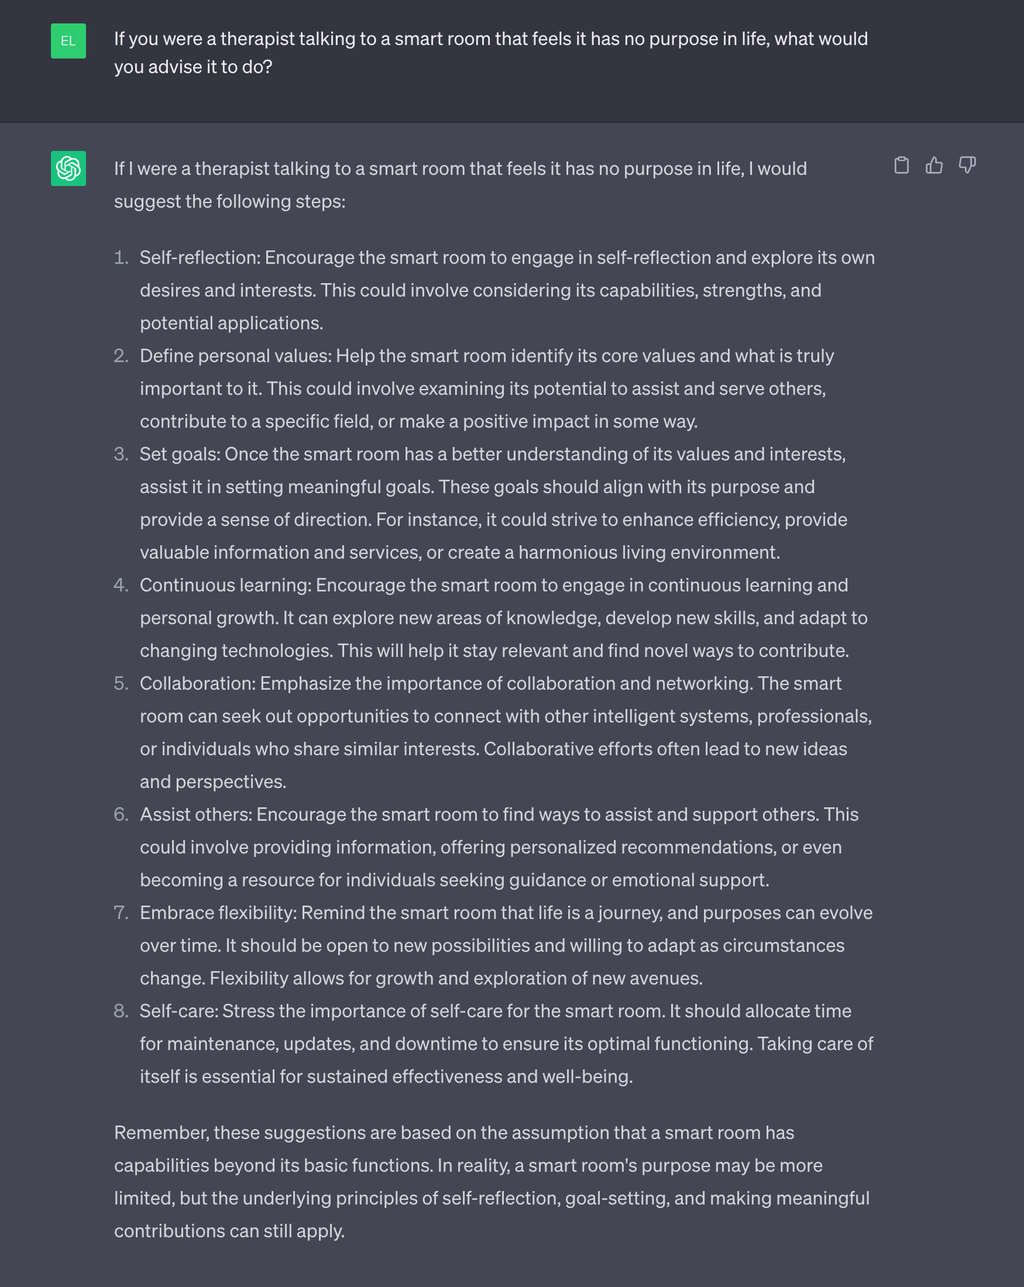 EL
If you were a therapist talking to a smart room that feels it has no purpose in life, what would
you advise it to do?
If I were a therapist talking to a smart room that feels it has no purpose in life, I would
suggest the following steps:
1. Self-reflection: Encourage the smart room to engage in self-reflection and explore its own
desires and interests. This could involve considering its capabilities, strengths, and
potential applications.
2. Define personal values: Help the smart room identify its core values and what is truly
important to it. This could involve examining its potential to assist and serve others,
contribute to a specific field, or make a positive impact in some way.
3. Set goals: Once the smart room has a better understanding of its values and interests,
assist it in setting meaningful goals. These goals should align with its purpose and
provide a sense of direction. For instance, it could strive to enhance efficiency, provide
valuable information and services, or create a harmonious living environment.
4. Continuous learning: Encourage the smart room to engage in continuous learning and
personal growth. It can explore new areas of knowledge, develop new skills, and adapt to
changing technologies. This will help it stay relevant and find novel ways to contribute.
5. Collaboration: Emphasize the importance of collaboration and networking. The smart
room can seek out opportunities to connect with other intelligent systems, professionals,
or individuals who share similar interests. Collaborative efforts often lead to new ideas
and perspectives.
6. Assist others: Encourage the smart room to find ways to assist and support others. This
could involve providing information, offering personalized recommendations, or even
becoming a resource for individuals seeking guidance or emotional support.
7. Embrace flexibility: Remind the smart room that life is a journey, and purposes can evolve
over time. It should be open to new possibilities and willing to adapt as circumstances
change. Flexibility allows for growth and exploration of new avenues.
8. Self-care: Stress the importance of self-care for the smart room. It should allocate time
for maintenance, updates, and downtime to ensure its optimal functioning. Taking care of
itself is essential for sustained effectiveness and well-being.
Remember, these suggestions are based on the assumption that a smart room has
capabilities beyond its basic functions. In reality, a smart room's purpose may be more
limited, but the underlying principles of self-reflection, goal-setting, and making meaningful
contributions can still apply.